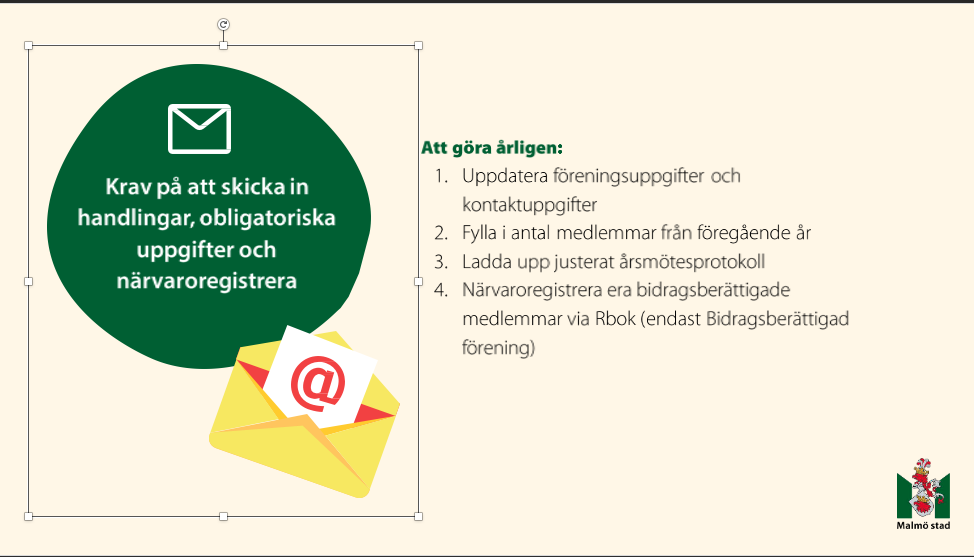 Krav på att skicka in
handlingar, obligatoriska
uppgifter och
närvaroregistrera
@
Att göra årligen:
1. Uppdatera föreningsuppgifter och
kontaktuppgifter
2. Fylla i antal medlemmar från föregående år
3. Ladda upp justerat årsmötesprotokoll
4. Närvaroregistrera era bidragsberättigade
medlemmar via Rbok (endast Bidragsberättigad
förening)
Malmö stad